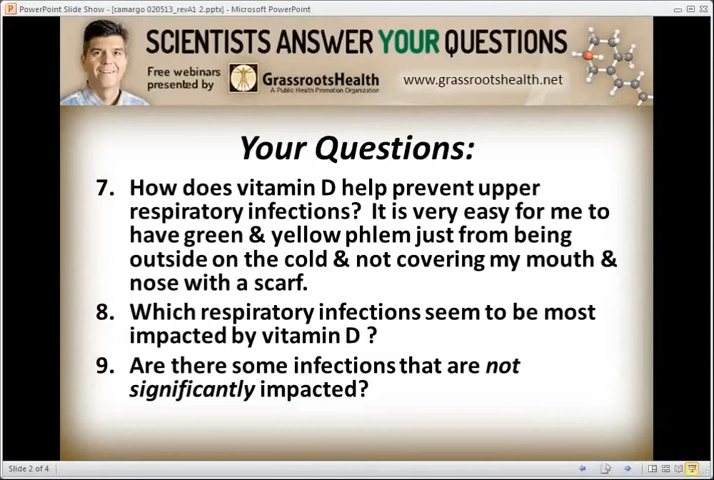 PowerPoint Slide Show - [camargo 020513_revA1 2.pptx] - Microsoft PowerPoint
SCIENTISTS ANSWER YOUR QUESTIONS
Free webinars
presented by
GrassrootsHealth
A Public Health Promotion Organization
www.grassrootshealth.net
Your Questions:
7. How does vitamin D help prevent upper
respiratory infections? It is very easy for me to
have green & yellow phlem just from being
outside on the cold & not covering my mouth &
nose with a scarf.
8. Which respiratory infections seem to be most
impacted by vitamin D ?
9. Are there some infections that are not
significantly impacted?
Slide 2 of 4